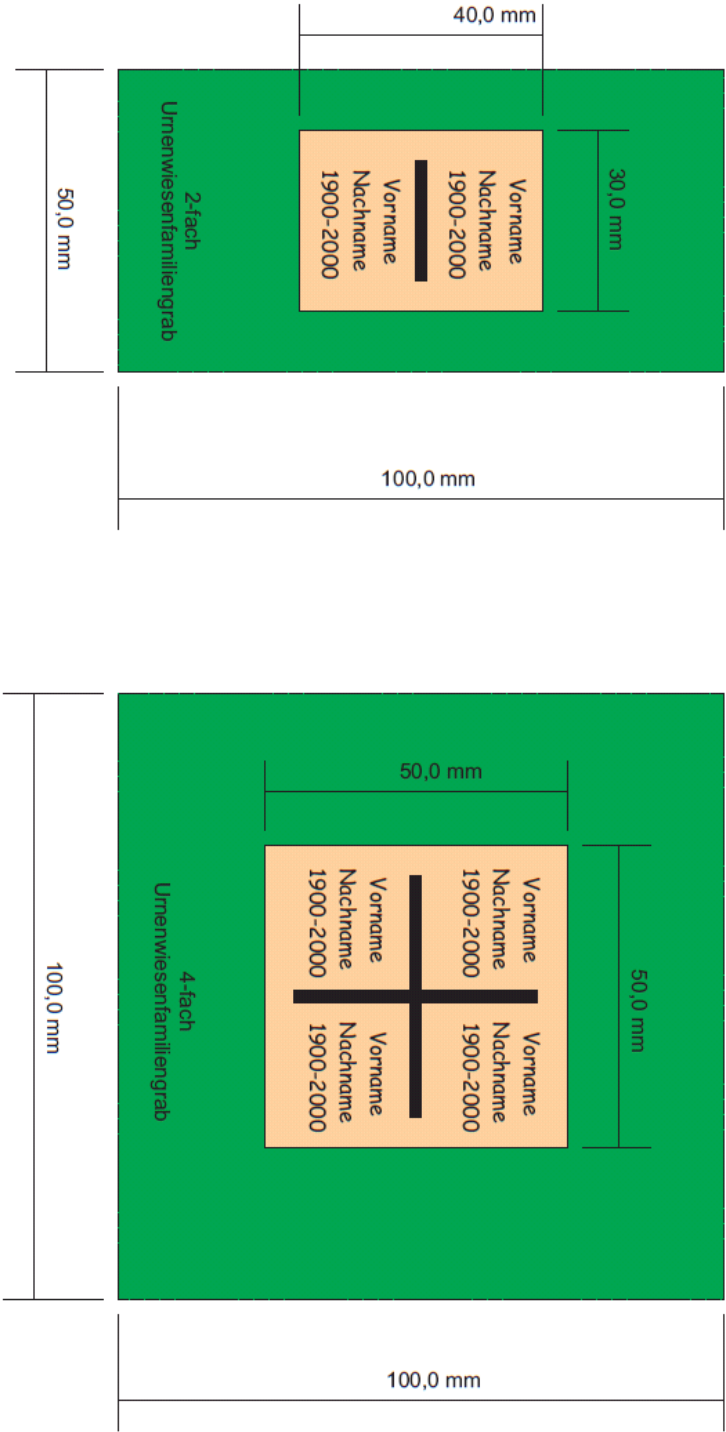 40,0 mm
30,0 mm
50,0 mm
Vorname
Nachname
1900-2000
Vorname
Nachname
1900-2000
2-fach
Urnenwiesenfamiliengrab
100,0 mm
50,0 mm
50,0 mm
100,0 mm
Vorname
Nachname
1900-2000
Vorname
Nachname
1900-2000
Vorname
Nachname
1900-2000
Vorname
Nachname
1900-2000
4-fach
Urnenwiesenfamiliengrab
100,0 mm